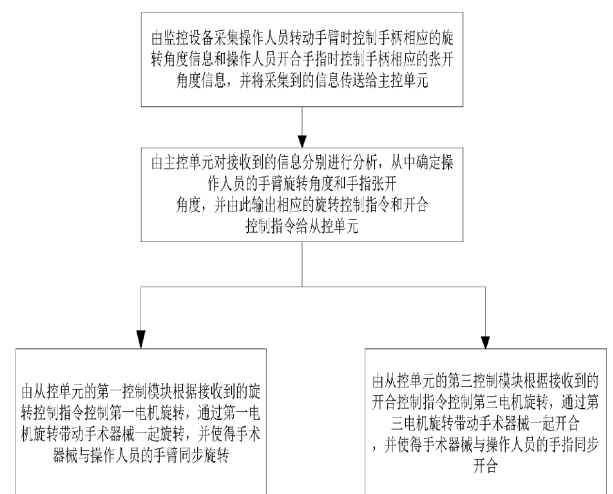 由监控设备采集操作人员转动手臂时控制手柄相应的旋
转角度信息和操作人员开合手指时控制手柄相应的张开
角度信息，并将采集到的信息传送给主控单元
由主控单元对接收到的信息分别进行分析，从中确定操
作人员的手臂旋转角度和手指张开
角度，并由此输出相应的旋转控制指令和开合
控制指令给从控单元
由从控单元的第一控制模块根据接收到的旋
转控制指令控制第一电机旋转，通过第一电
机旋转带动手术器械一起旋转，并使得手术
器械与操作人员的手臂同步旋转
由从控单元的第三控制模块根据接收到的
开合控制指令控制第三电机旋转，通过第
三电机旋转带动手术器械一起开合
，并使得手术器械与操作人员的手指同步
开合